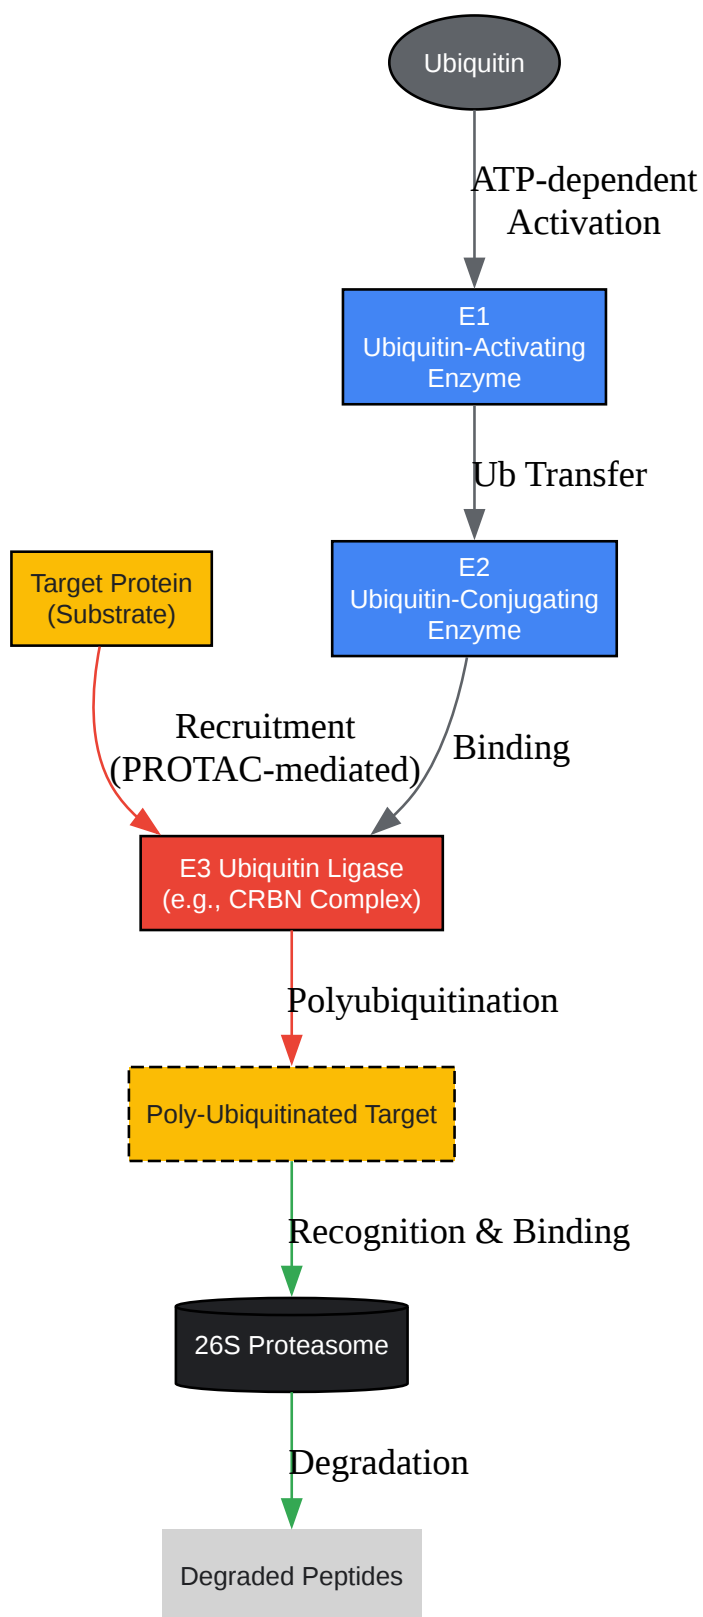 Ubiquitin
ATP-dependent
Activation
E1
Ubiquitin-Activating
Enzyme
Ub Transfer
Target Protein
(Substrate)
E2
Ubiquitin-Conjugating
Enzyme
Recruitment
(PROTAC-mediated)
Binding
E3 Ubiquitin Ligase
(e.g., CRBN Complex)
Polyubiquitination
Poly-Ubiquitinated Target
Recognition & Binding
26S Proteasome
Degradation
Degraded Peptides